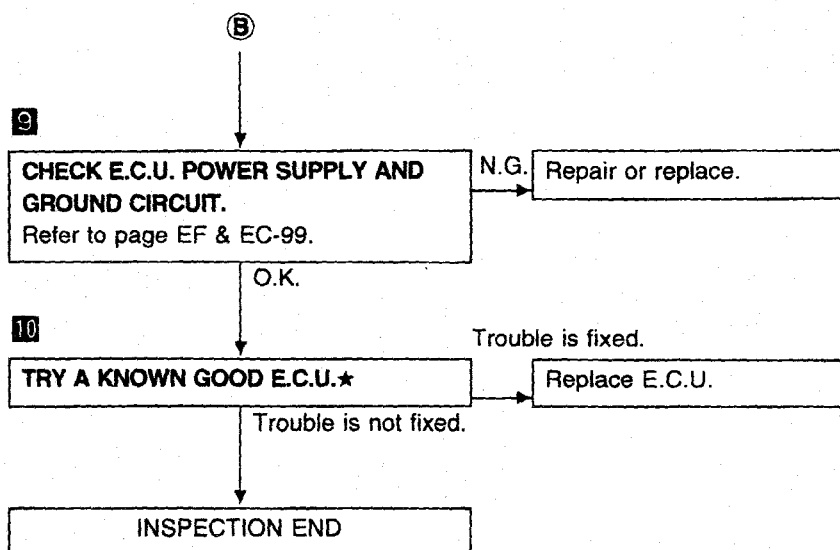 B
9
CHECK E.C.U. POWER SUPPLY AND
GROUND CIRCUIT.
Refer to page EF & EC-99.
N.G.
Repair or replace.
O.K.
10
TRY A KNOWN GOOD E.C.U.★
Trouble is fixed.
Replace E.C.U.
Trouble is not fixed.
INSPECTION END